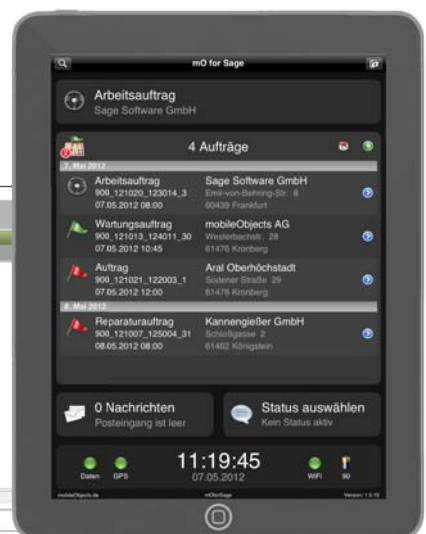 mO for Sage
Arbeitsauftrag
Sage Software GmbH
4 Aufträge
7. Mai 2012
Arbeitsauftrag Sage Software GmbH
900_121020_123014_3 Emil-von-Behring-Str. 8
07.05.2012 08:00 60439 Frankfurt
Wartungsauftrag mobileObjects AG
900_121013_124011_30 Westerbachstr. 28
07.05.2012 10:45 61476 Kronberg
Auftrag Aral Oberhöchstadt
900_121021_122003_1 Sodener Straße 29
07.05.2012 12:00 61476 Kronberg
8. Mai 2012
Reparaturauftrag Kannengießer GmbH
900_121007_125004_31 Schloßgasse 2
08.05.2012 08:00 61462 Königstein
0 Nachrichten
Posteingang ist leer
Status auswählen
Kein Status aktiv
11:19:45
07.05.2012
Daten GPS WiFi 90
mobileObjects.de mOforSage